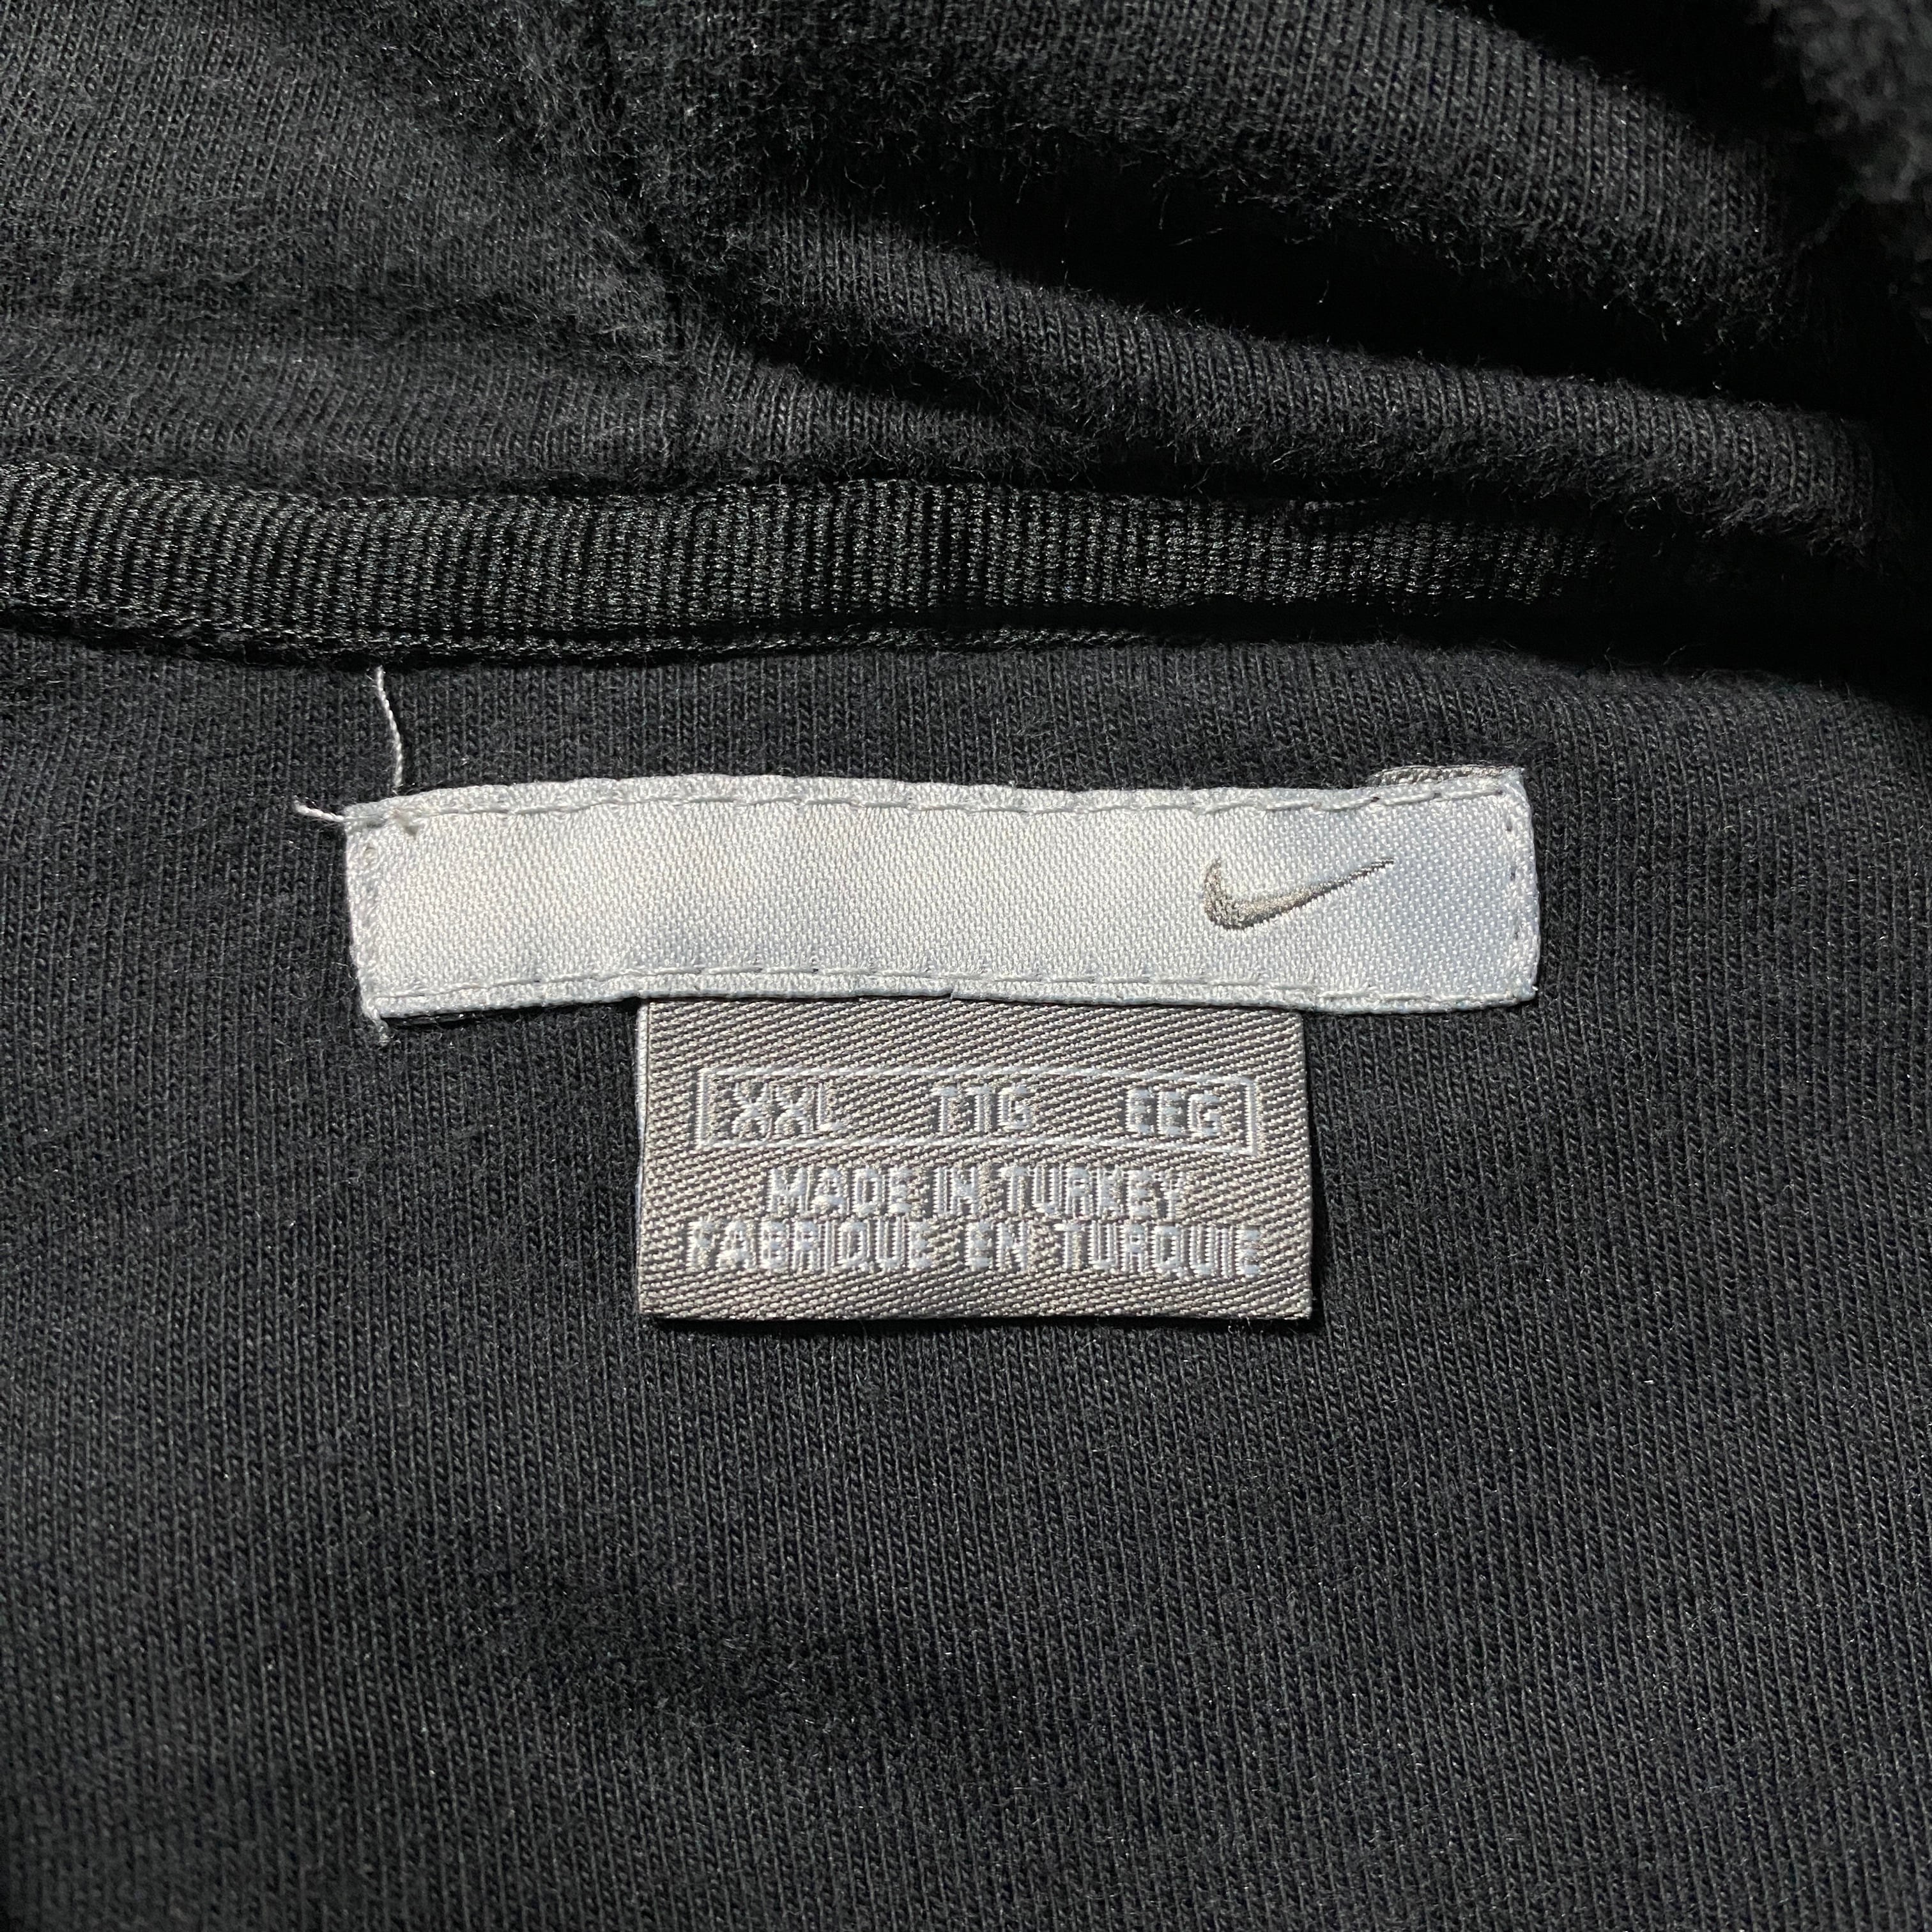 XXL TTG EEG
MADE IN TURKEY
FABRIQUE EN TURQUIE